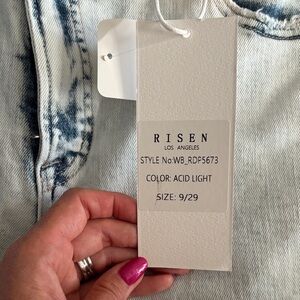 RISEN
LOS ANGELES
STYLE No:WB_RDP5673
COLOR: ACID LIGHT
SIZE: 9/29